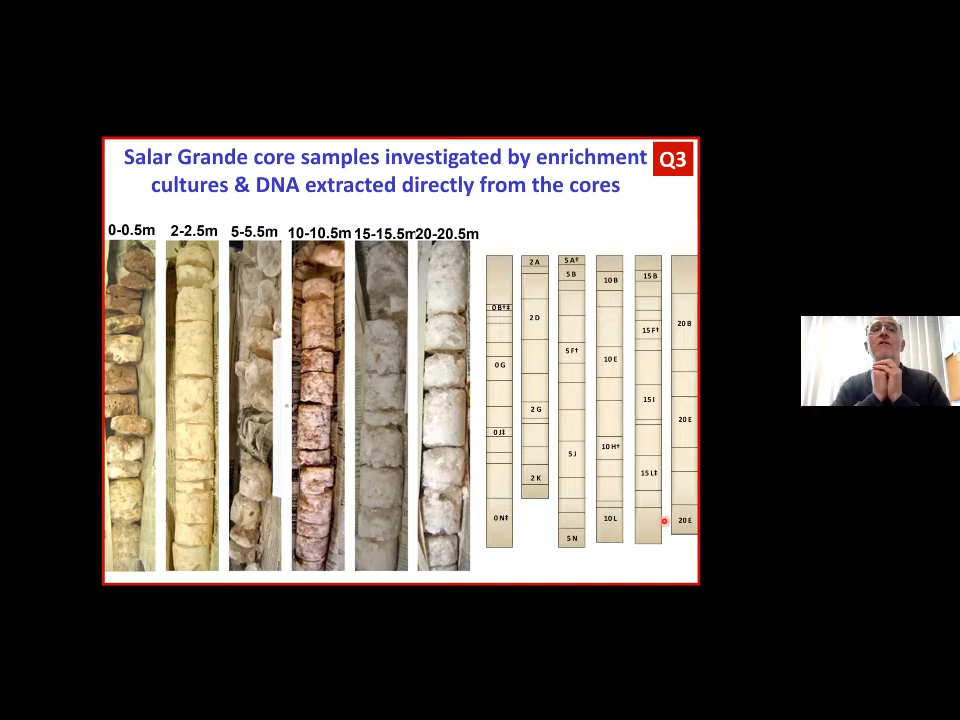 Salar Grande core samples investigated by enrichment
cultures & DNA extracted directly from the cores
Q3
0-0.5m
2-2.5m
5-5.5m
10-10.5m
15-15.5m
20-20.5m
0 B†‡
0 G
0 J‡
0 N‡
2 A
2 D
2 G
2 K
5 A†
5 B
5 F†
5 J
5 N
10 B
10 E
10 H†
10 L
15 B
15 F†
15 I
15 L‡
20 B
20 E
20 E